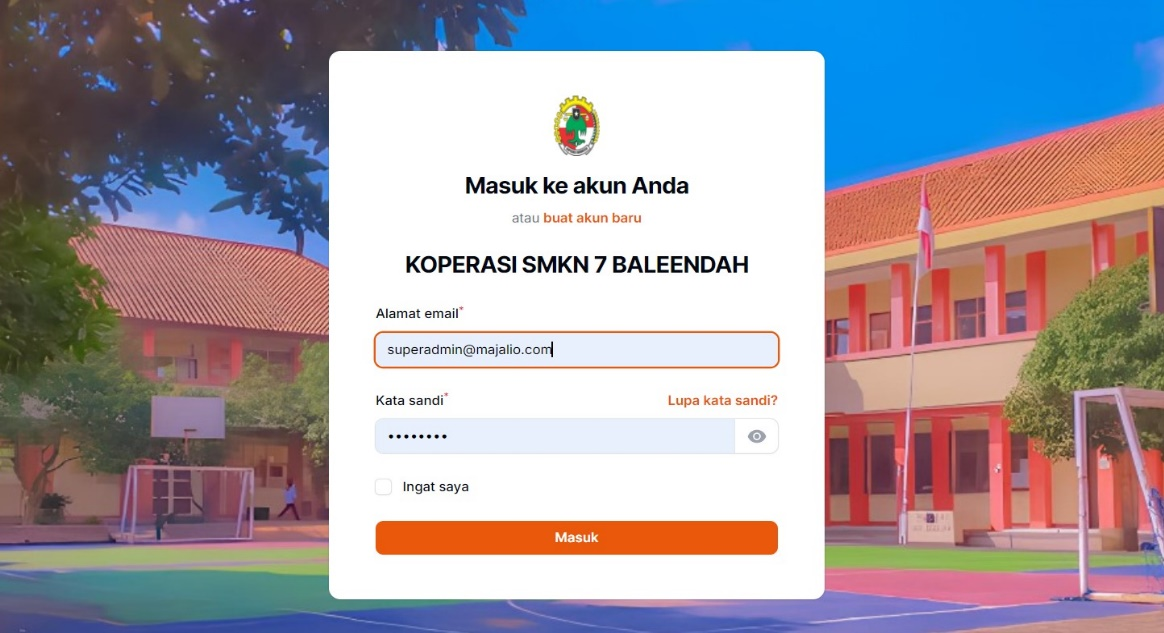 Masuk ke akun Anda
atau buat akun baru
KOPERASI SMKN 7 BALEENDAH
Alamat email*
superadmin@majalio.com
Kata sandi* Lupa kata sandi?
••••••••
Ingat saya
Masuk